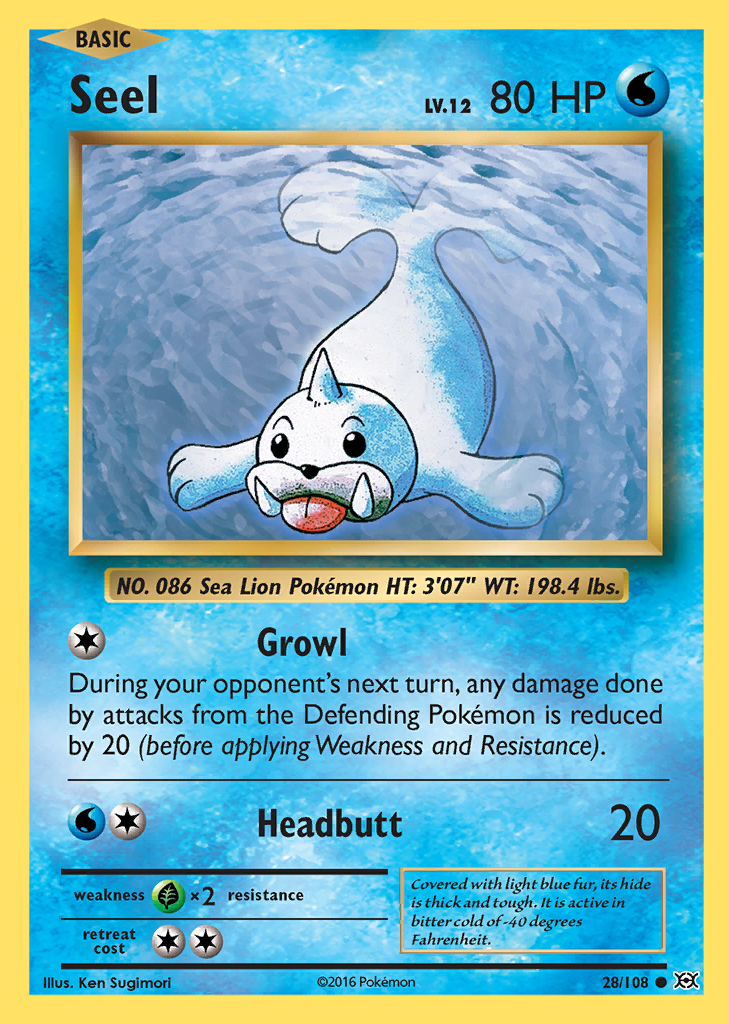 BASIC
Seel LV.12 80 HP
NO. 086 Sea Lion Pokémon HT: 3'07" WT: 198.4 lbs.
Growl
During your opponent's next turn, any damage done
by attacks from the Defending Pokémon is reduced
by 20 (before applying Weakness and Resistance).
Headbutt 20
weakness ×2 resistance
retreat
cost
Covered with light blue fur, its hide
is thick and tough. It is active in
bitter cold of -40 degrees
Fahrenheit.
Illus. Ken Sugimori ©2016 Pokémon 28/108